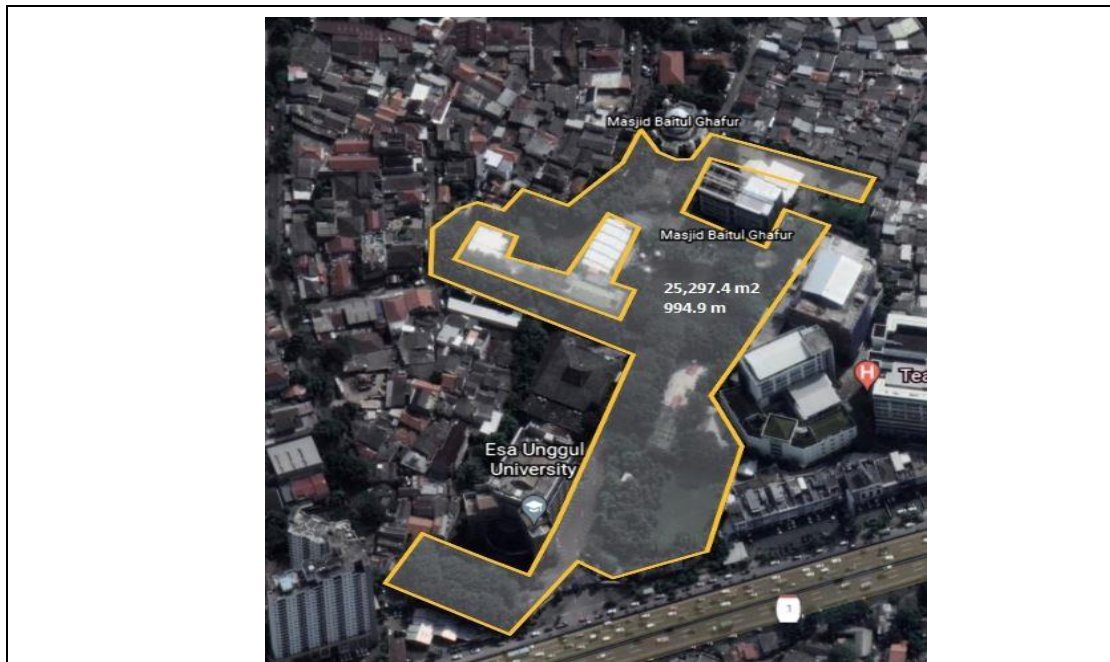 Masjid Baitul Ghafur
Masjid Baitul Ghafur
25,297.4 m2
994.9 m
H
Tea
Esa Unggul
University
1